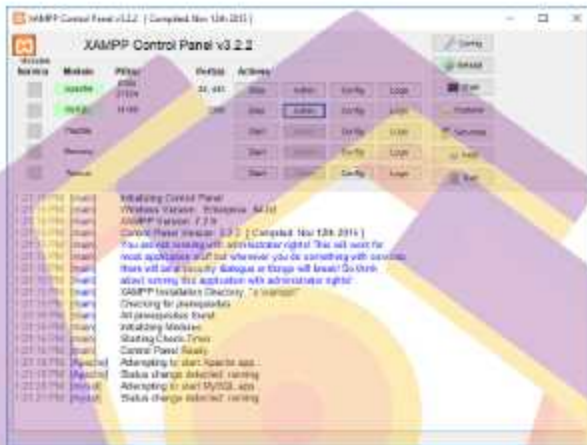 XAMPP Control Panel v3.2.2 [ Compiled: Nov 12th 2015 ]
XAMPP Control Panel v3.2.2
Config
Modules
Service Module PID(s) Port(s) Actions
Netstat
Apache 80, 443 Stop Admin Config Logs
Shell
MySQL Stop Admin Config Logs
Explorer
FileZilla Start Config Logs
Services
Mercury Start Config Logs
Help
Tomcat Start Config Logs
Quit
[main] Initializing Control Panel
[main] Windows Version: Enterprise 64-bit
[main] XAMPP Version: 7.2.9
[main] Control Panel Version: 3.2.2 [ Compiled: Nov 12th 2015 ]
[main] You are not running with administrator rights! This will work for
[main] most application stuff but whenever you do something with services
[main] there will be a security dialogue or things will break! So think
[main] about running this application with administrator rights!
[main] XAMPP Installation Directory:
[main] Checking for prerequisites
[main] All prerequisites found
[main] Initializing Modules
[main] Starting Check-Timer
[main] Control Panel Ready
[Apache] Attempting to start Apache app...
[Apache] Status change detected: running
[mysql] Attempting to start MySQL app...
[mysql] Status change detected: running